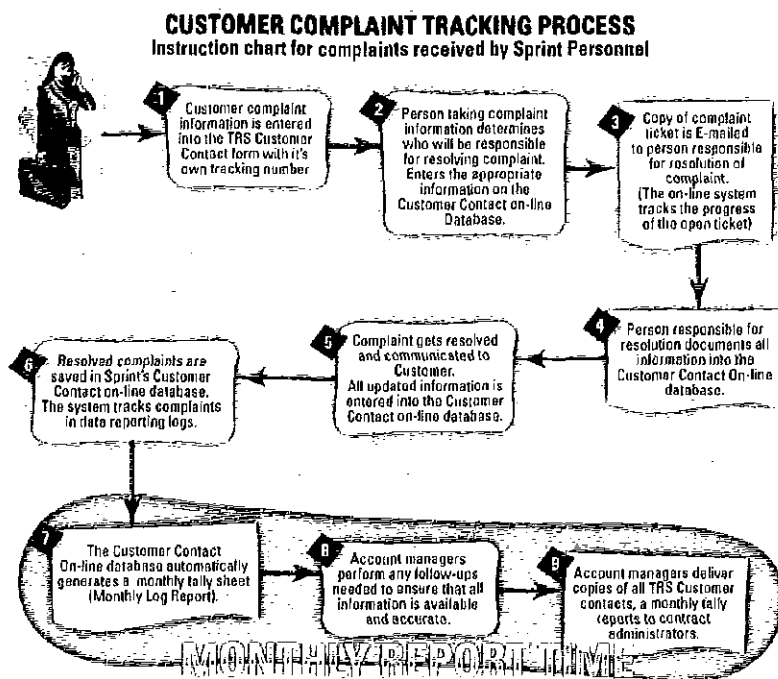 CUSTOMER COMPLAINT TRACKING PROCESS
Instruction chart for complaints received by Sprint Personnel
1
Customer complaint
information is entered
into the TRS Customer
Contact form with it's
own tracking number
2
Person taking complaint
information determines
who will be responsible
for resolving complaint.
Enters the appropriate
information on the
Customer Contact on-line
Database.
3
Copy of complaint
ticket is E-mailed
to person responsible
for resolution of
complaint.
(The on-line system
tracks the progress
of the open ticket)
4
Person responsible for
resolution documents all
information into the
Customer Contact On-line
database.
5
Complaint gets resolved
and communicated to
Customer.
All updated information is
entered into the Customer
Contact on-line database.
6
Resolved complaints are
saved in Sprint's Customer
Contact on-line database.
The system tracks complaints
in date reporting logs.
7
The Customer Contact
On-line database automatically
generates a monthly tally sheet
(Monthly Log Report).
8
Account managers
perform any follow-ups
needed to ensure that all
information is available
and accurate.
9
Account managers deliver
copies of all TRS Customer
contacts, a monthly tally
reports to contract
administrators.
MONTHLY REPORT TIME